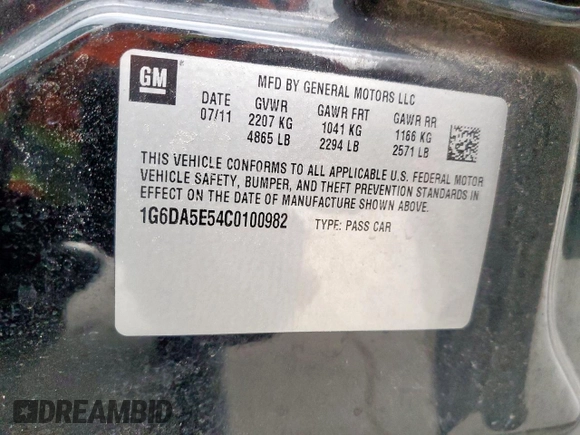 GM
MFD BY GENERAL MOTORS LLC
DATE GVWR GAWR FRT GAWR RR
07/11 2207 KG 1041 KG 1166 KG
4865 LB 2294 LB 2571 LB
THIS VEHICLE CONFORMS TO ALL APPLICABLE U.S. FEDERAL MOTOR
VEHICLE SAFETY, BUMPER, AND THEFT PREVENTION STANDARDS IN
EFFECT ON THE DATE OF MANUFACTURE SHOWN ABOVE.
1G6DA5E54C0100982 TYPE: PASS CAR
DREAMBID